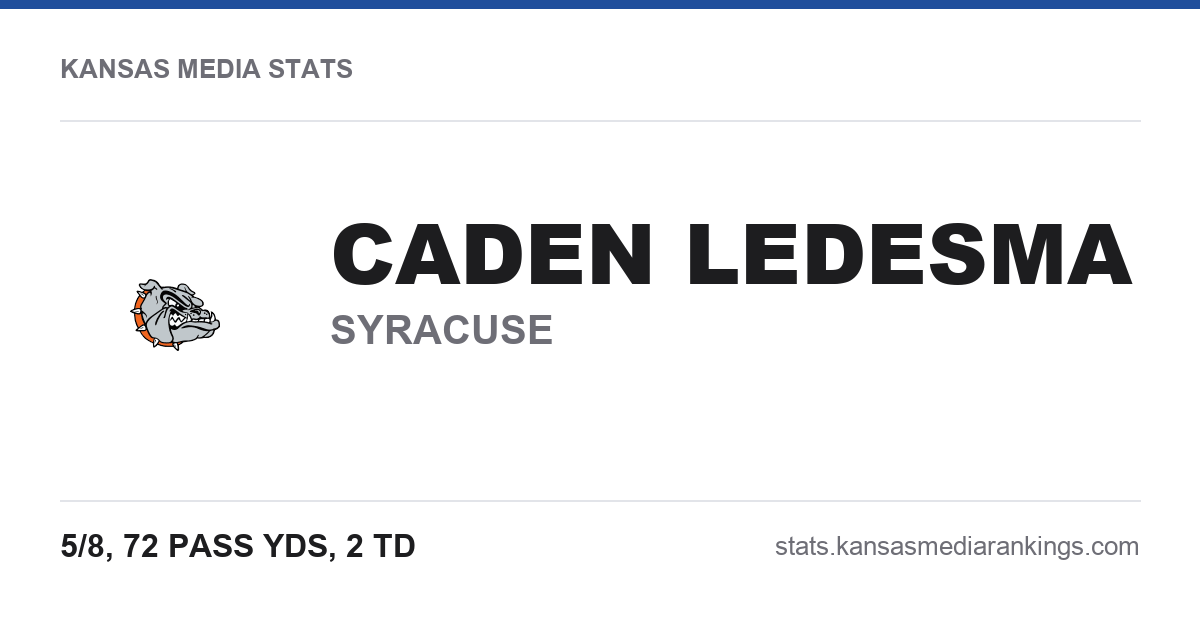 KANSAS MEDIA STATS
CADEN LEDESMA
SYRACUSE
5/8, 72 PASS YDS, 2 TD
stats.kansasmediarankings.com